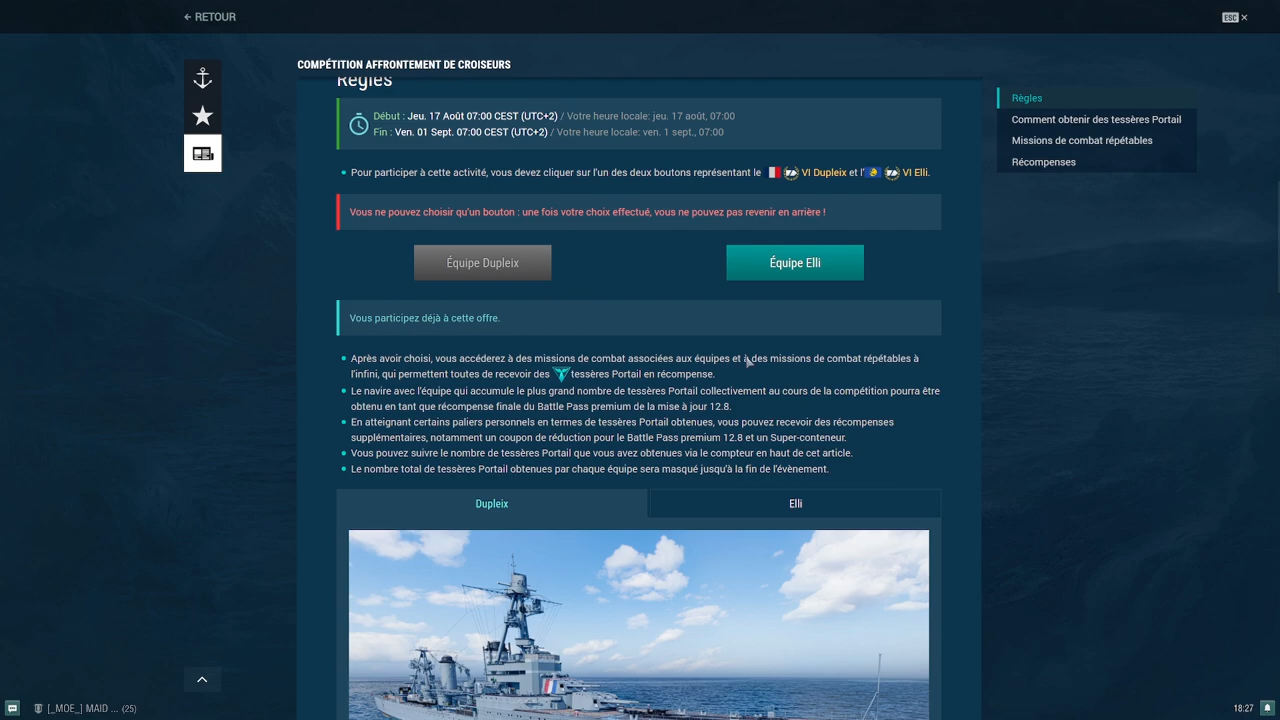 RETOUR
ESC ×
COMPÉTITION AFFRONTEMENT DE CROISEURS
Règles
Début : Jeu. 17 Août 07:00 CEST (UTC+2) / Votre heure locale: jeu. 17 août, 07:00
Fin : Ven. 01 Sept. 07:00 CEST (UTC+2) / Votre heure locale: ven. 1 sept., 07:00
Pour participer à cette activité, vous devez cliquer sur l'un des deux boutons représentant le VI Dupleix et l' VI Elli.
Vous ne pouvez choisir qu'un bouton : une fois votre choix effectué, vous ne pouvez pas revenir en arrière !
Équipe Dupleix
Équipe Elli
Vous participez déjà à cette offre.
Après avoir choisi, vous accéderez à des missions de combat associées aux équipes et à des missions de combat répétables à
l'infini, qui permettent toutes de recevoir des tessères Portail en récompense.
Le navire avec l'équipe qui accumule le plus grand nombre de tessères Portail collectivement au cours de la compétition pourra être
obtenu en tant que récompense finale du Battle Pass premium de la mise à jour 12.8.
En atteignant certains paliers personnels en termes de tessères Portail obtenues, vous pouvez recevoir des récompenses
supplémentaires, notamment un coupon de réduction pour le Battle Pass premium 12.8 et un Super-conteneur.
Vous pouvez suivre le nombre de tessères Portail que vous avez obtenues via le compteur en haut de cet article.
Le nombre total de tessères Portail obtenues par chaque équipe sera masqué jusqu'à la fin de l'évènement.
Dupleix
Elli
Règles
Comment obtenir des tessères Portail
Missions de combat répétables
Récompenses
[_MOE_] MAID ... (25)
18:27